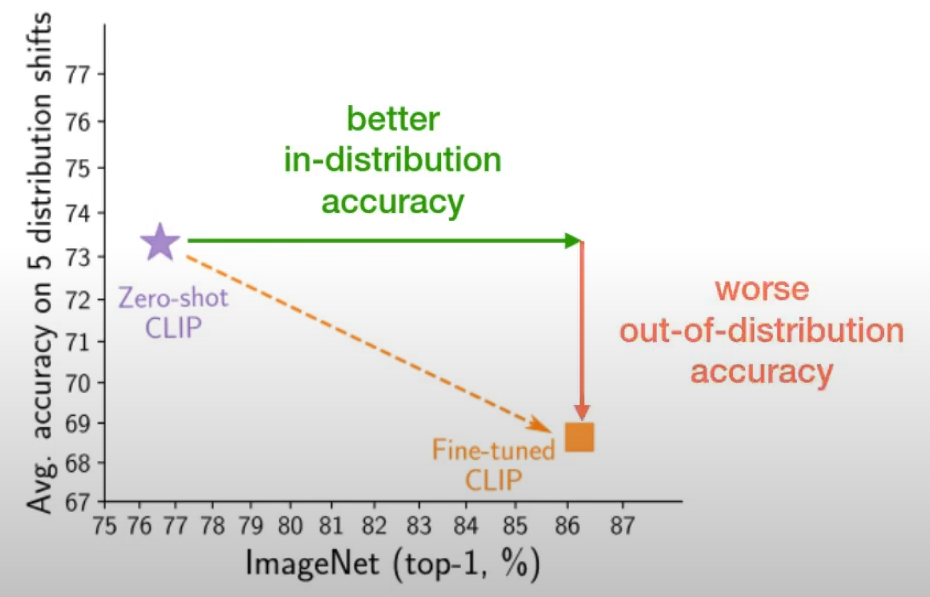 Avg. accuracy on 5 distribution shifts
77
76
75
74
73
72
71
70
69
68
67
better
in-distribution
accuracy
Zero-shot
CLIP
worse
out-of-distribution
accuracy
Fine-tuned
CLIP
75 76 77 78 79 80 81 82 83 84 85 86 87
ImageNet (top-1, %)